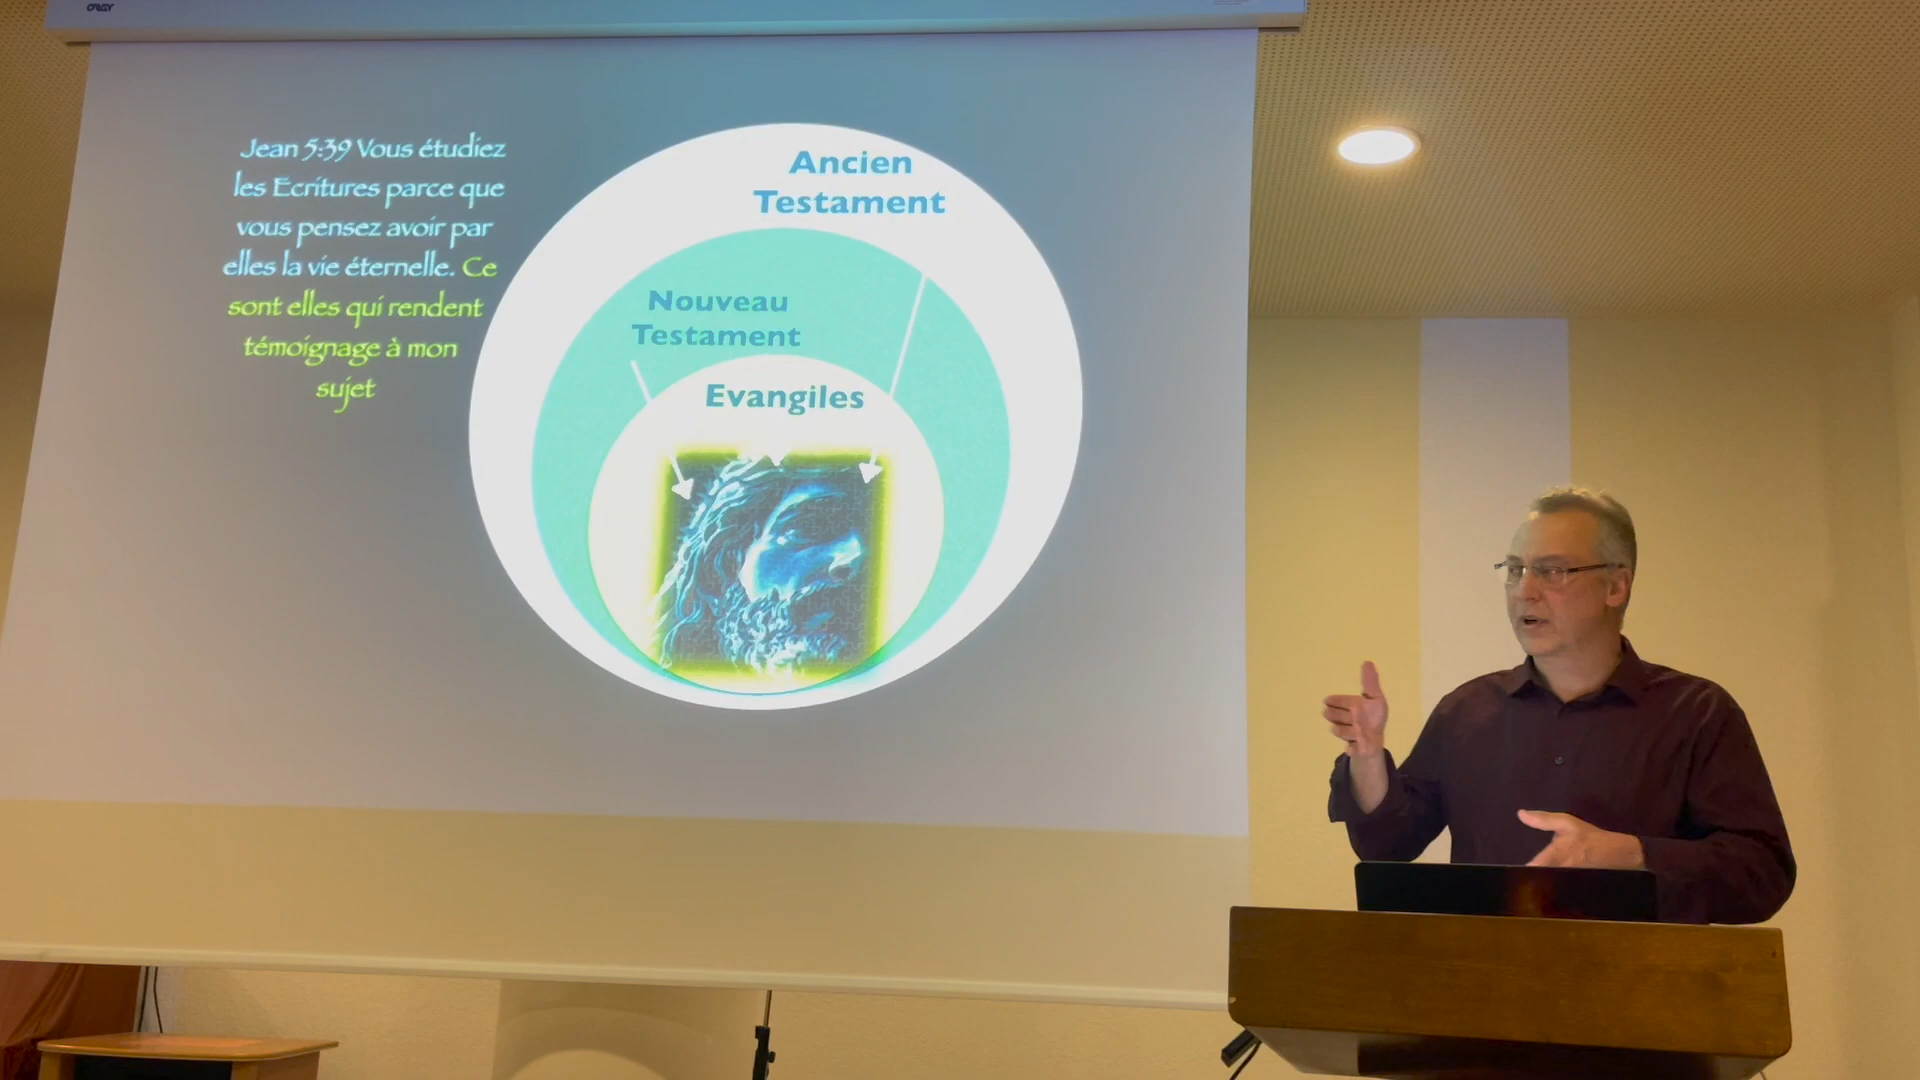 Jean 5:39 Vous étudiez
les Ecritures parce que
vous pensez avoir par
elles la vie éternelle. Ce
sont elles qui rendent
témoignage à mon
sujet
Ancien
Testament
Nouveau
Testament
Evangiles